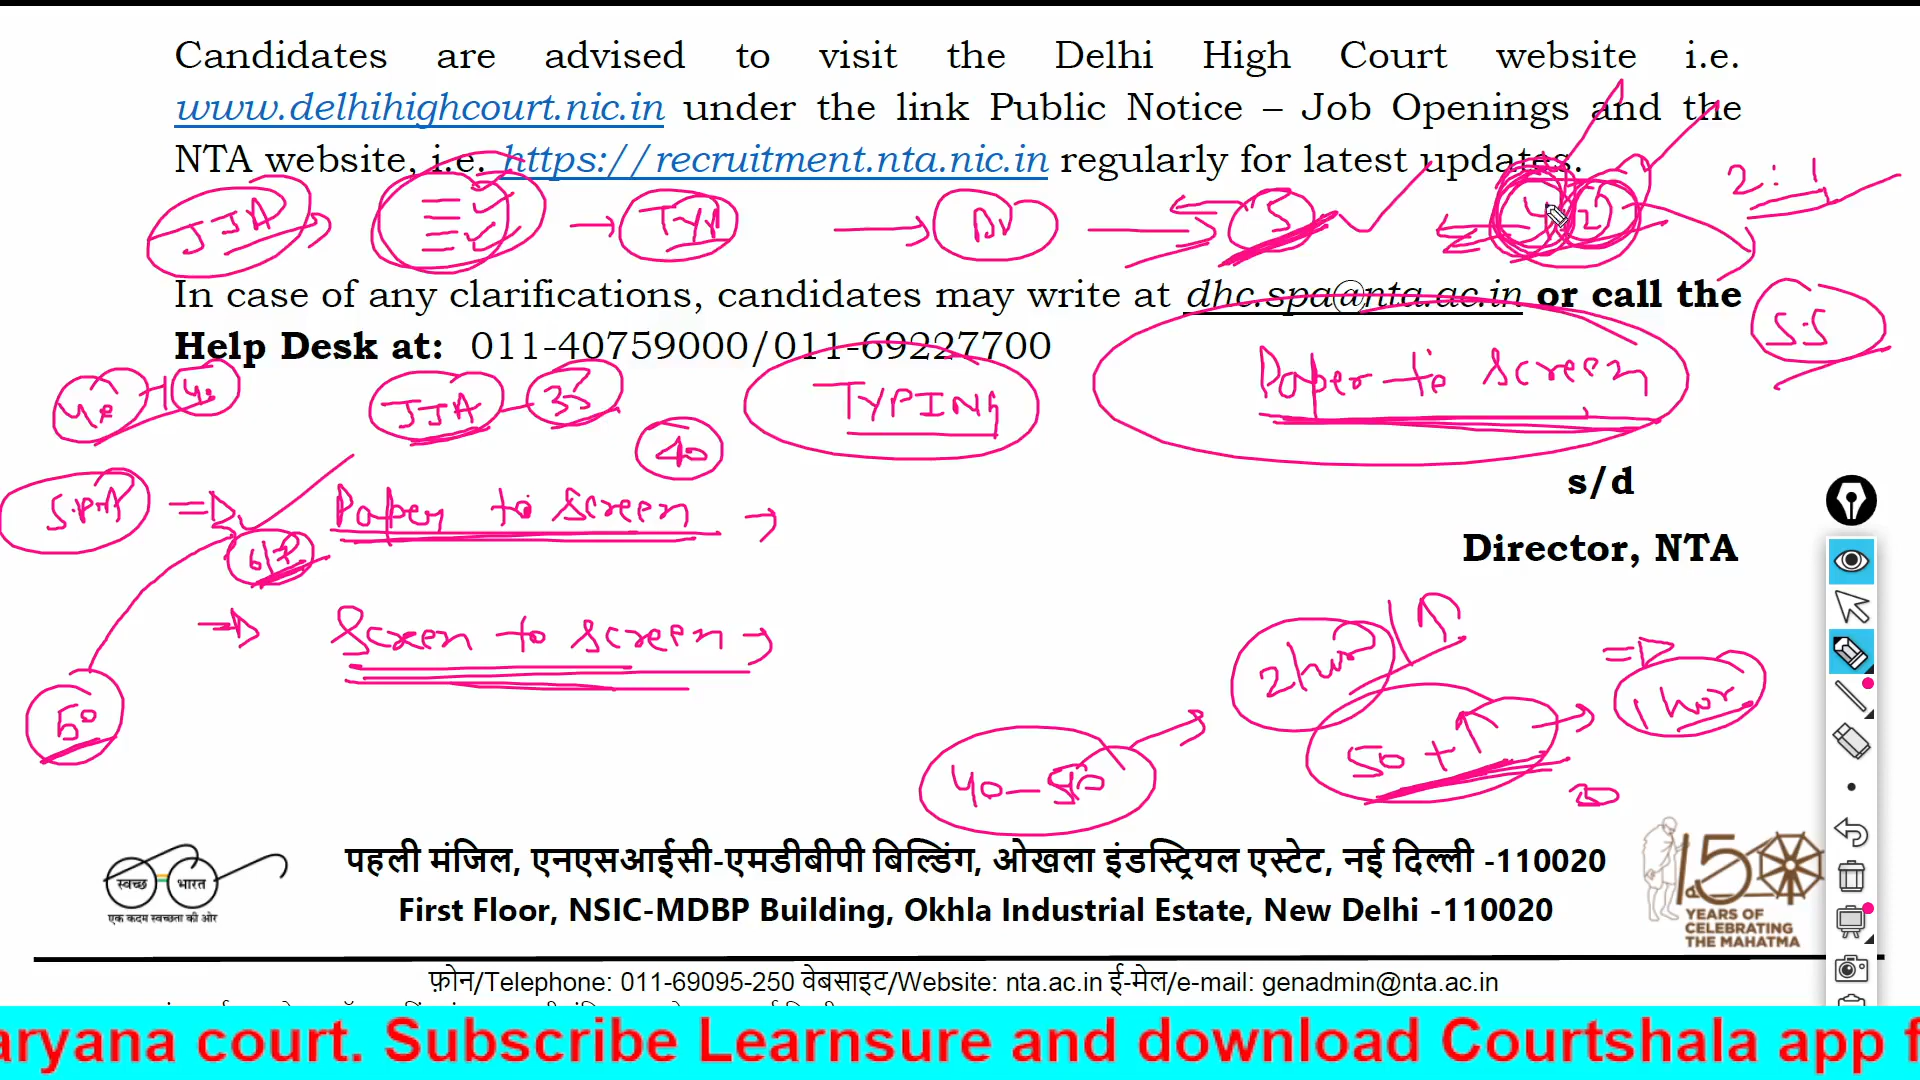 Candidates are advised to visit the Delhi High Court website i.e.
www.delhihighcourt.nic.in under the link Public Notice – Job Openings and the
NTA website, i.e. https://recruitment.nta.nic.in regularly for latest updates.
2:1
JJA TYP DV 3 4 2
In case of any clarifications, candidates may write at dhc.spa@nta.ac.in or call the
S.S
Help Desk at: 011-40759000/011-69227700
JJA - 35 TYPING Paper to Screen
40
s/d
S.PA Paper to Screen
Director, NTA
Screen to Screen
2 hour 1 hour
50 50+
40-50
स्वच्छ भारत
एक कदम स्वच्छता की ओर
पहली मंजिल, एनएसआईसी-एमडीबीपी बिल्डिंग, ओखला इंडस्ट्रियल एस्टेट, नई दिल्ली -110020
First Floor, NSIC-MDBP Building, Okhla Industrial Estate, New Delhi -110020
150
YEARS OF
CELEBRATING
THE MAHATMA
फ़ोन/Telephone: 011-69095-250 वेबसाइट/Website: nta.ac.in ई-मेल/e-mail: genadmin@nta.ac.in
aryana court. Subscribe Learnsure and download Courtshala app f